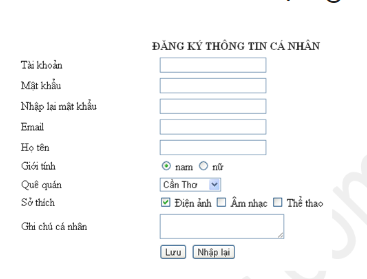 ĐĂNG KÝ THÔNG TIN CÁ NHÂN
Tài khoản
Mật khẩu
Nhập lại mật khẩu
Email
Họ tên
Giới tính nam nữ
Quê quán Cần Thơ
Sở thích Điện ảnh Âm nhạc Thể thao
Ghi chú cá nhân
Lưu Nhập lại